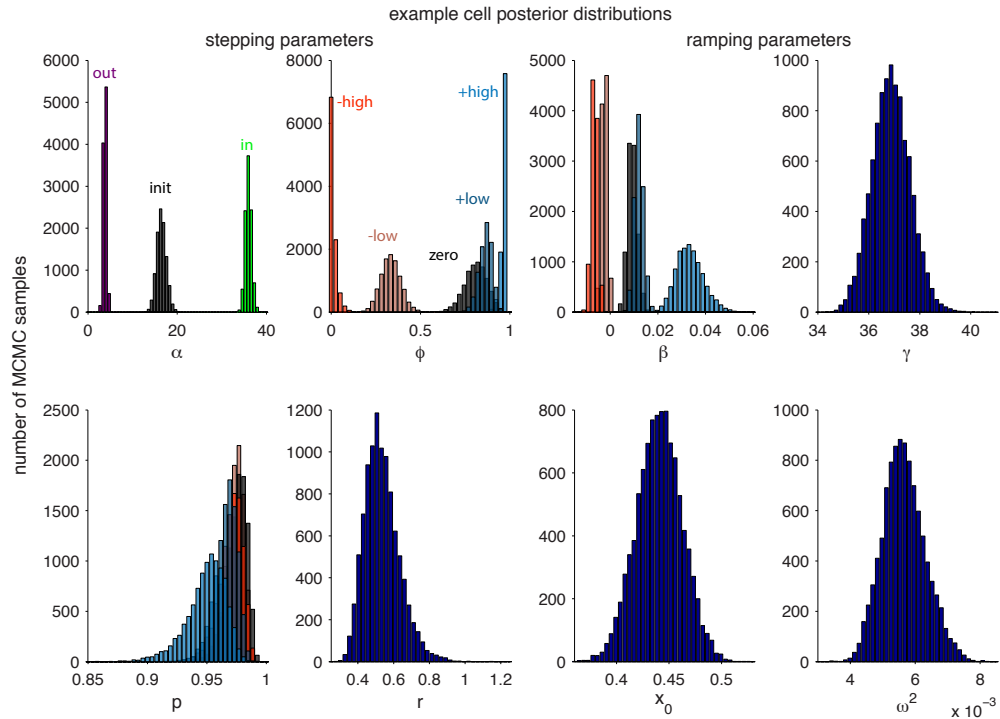 example cell posterior distributions
stepping parameters
ramping parameters
number of MCMC samples
6000
5000
4000
3000
2000
1000
0
0 20 40
α
out
init
in
8000
6000
4000
2000
0
0 0.5 1
ϕ
-high
-low
zero
+low
+high
5000
4000
3000
2000
1000
0
0 0.02 0.04 0.06
β
1000
800
600
400
200
0
34 36 38 40
γ
2500
2000
1500
1000
500
0
0.85 0.9 0.95 1
p
1200
1000
800
600
400
200
0
0.4 0.6 0.8 1 1.2
r
800
600
400
200
0
0.4 0.45 0.5
x0
1000
800
600
400
200
0
4 6 8
x 10⁻³
ω²